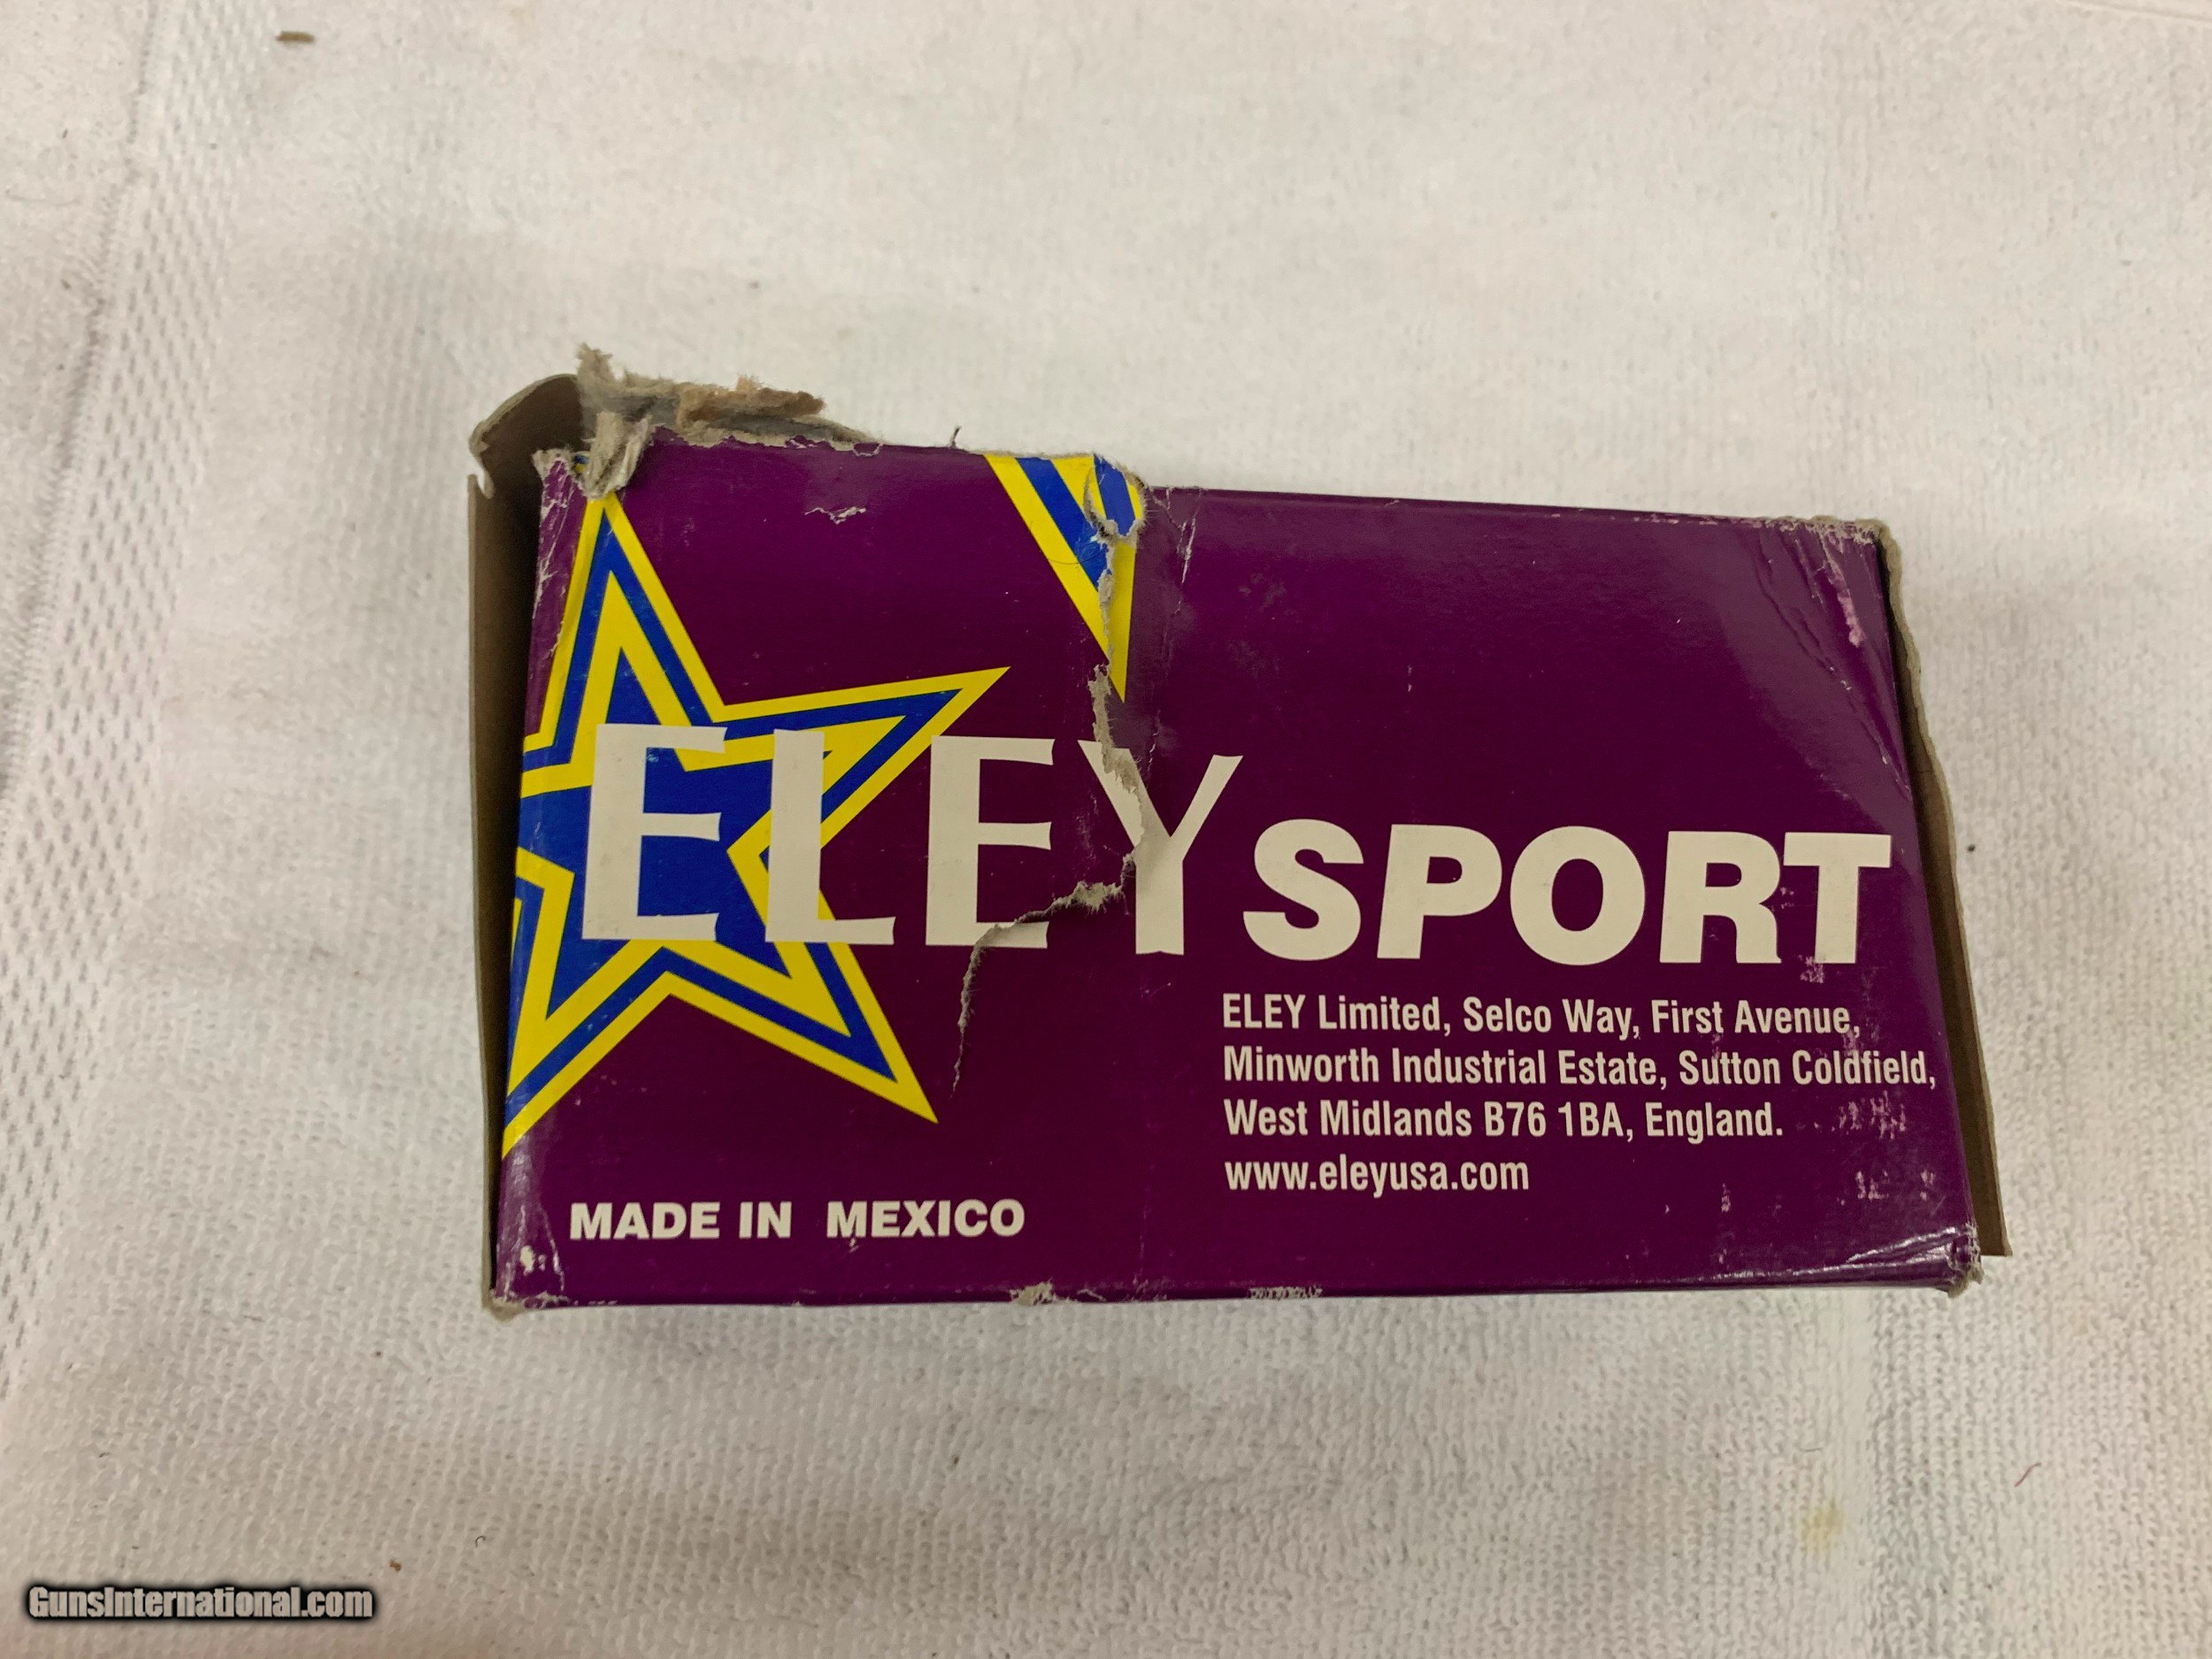 ELEY SPORT
ELEY Limited, Selco Way, First Avenue,
Minworth Industrial Estate, Sutton Coldfield,
West Midlands B76 1BA, England.
www.eleyusa.com
MADE IN MEXICO
GunsInternational.com